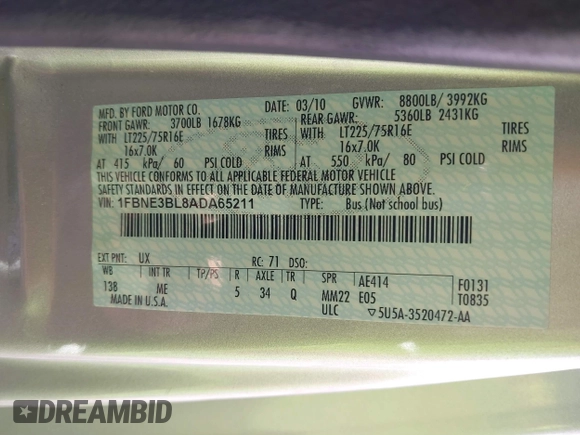 MFD. BY FORD MOTOR CO. 03/10 GVWR: 8800LB/ 3992KG
FRONT GAWR: 3700LB 1678KG REAR GAWR: 5360LB 2431KG
WITH LT225/75R16E TIRES WITH LT225/75R16E TIRES
16x7.0K RIMS 16x7.0K RIMS
AT 415 kPa/ 60 PSI COLD AT 550 kPa/ 80 PSI COLD
THIS VEHICLE CONFORMS TO ALL APPLICABLE FEDERAL MOTOR VEHICLE
SAFETY STANDARDS IN EFFECT ON THE DATE OF MANUFACTURE SHOWN ABOVE.
VIN: 1FBNE3BL8ADA65211 TYPE: Bus (Not school bus)
EXT PNT: UX RC: 71 DSO:
WB INT TR TP/PS R AXLE TR SPR AE414 F0131
138 ME 5 34 Q MM22 E05 T0835
MADE IN U.S.A. ULC ▽5U5A-3520472-AA
DREAMBID